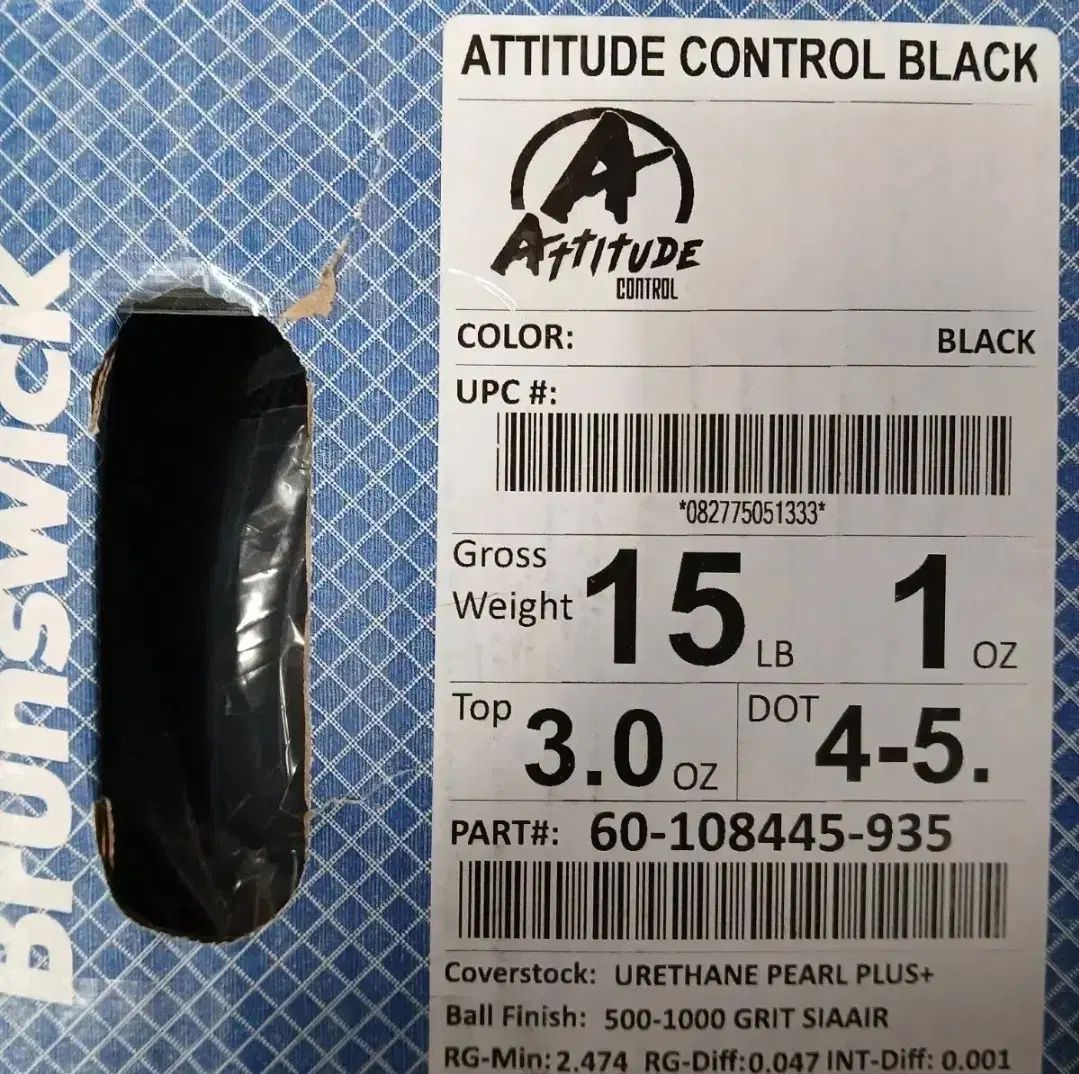 Brunswick
ATTITUDE CONTROL BLACK
A
ATTITUDE
CONTROL
COLOR: BLACK
UPC #:
*082775051333*
Gross Weight 15 LB 1 OZ
Top 3.0 OZ DOT 4-5.
PART#: 60-108445-935
Coverstock: URETHANE PEARL PLUS+
Ball Finish: 500-1000 GRIT SIAAIR
RG-Min: 2.474 RG-Diff: 0.047 INT-Diff: 0.001